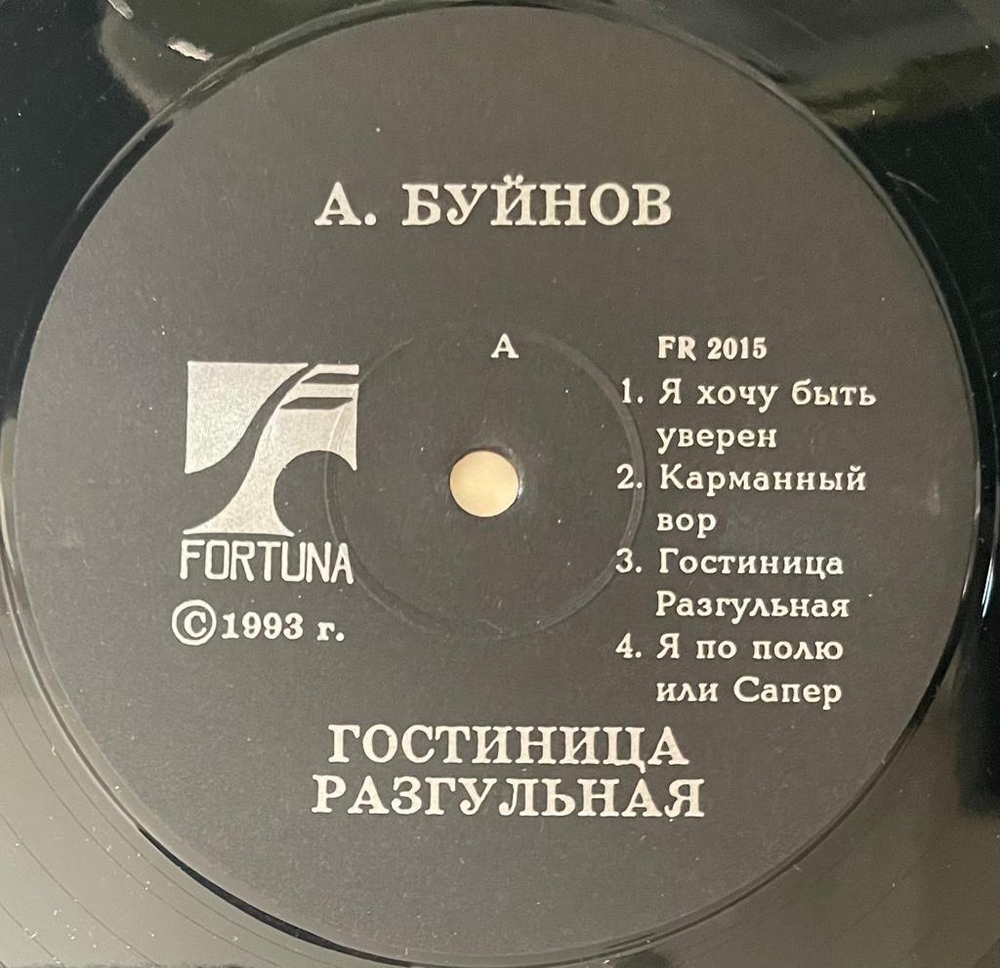 А. БУЙНОВ
А
FR 2015
1. Я хочу быть
уверен
2. Карманный
вор
3. Гостиница
Разгульная
4. Я по полю
или Сапер
FORTUNA
©1993 г.
ГОСТИНИЦА
РАЗГУЛЬНАЯ